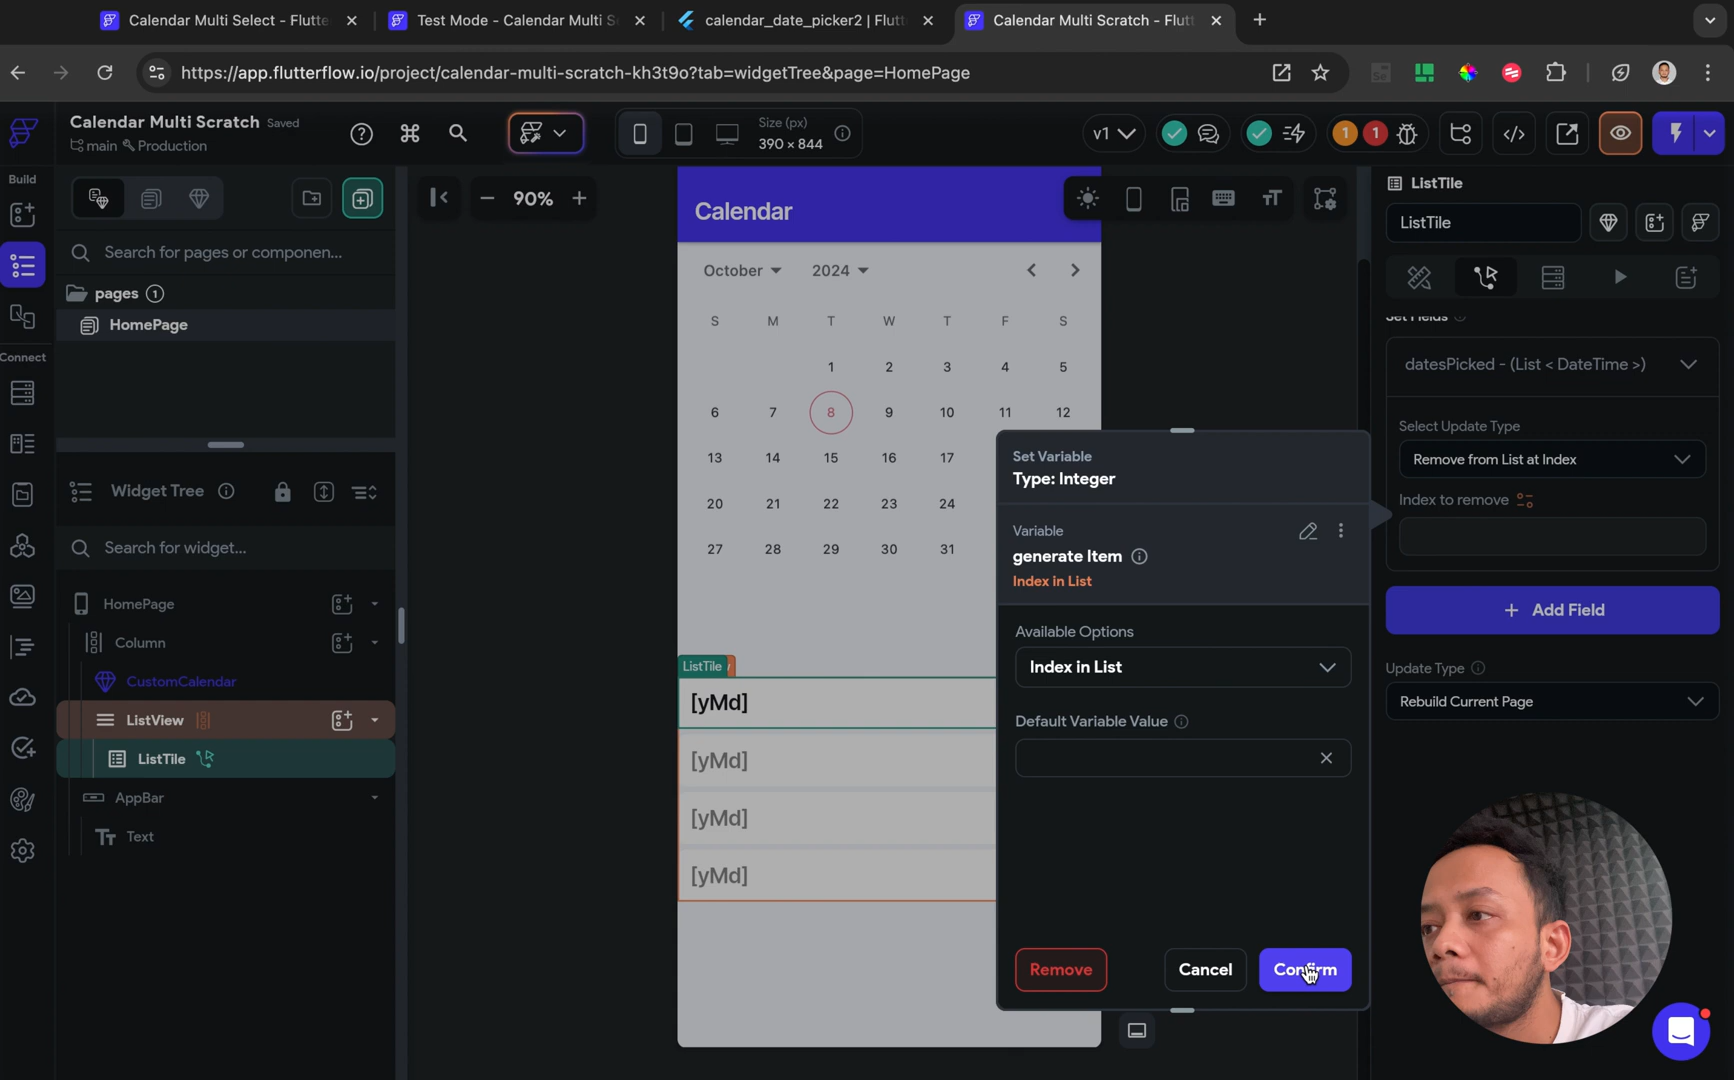 Calendar Multi Select - Flutte
Test Mode - Calendar Multi S
calendar_date_picker2 | Flutt
Calendar Multi Scratch - Flutt
https://app.flutterflow.io/project/calendar-multi-scratch-kh3t9o?tab=widgetTree&page=HomePage
Calendar Multi Scratch Saved
main Production
Size (px)
390 × 844
v1
1 1
Build
Connect
Search for pages or componen...
pages 1
HomePage
Widget Tree
Search for widget...
HomePage
Column
CustomCalendar
ListView
ListTile
AppBar
Tt Text
90%
Calendar
October 2024
S M T W T F S
1 2 3 4 5
6 7 8 9 10 11 12
13 14 15 16 17
20 21 22 23 24
27 28 29 30 31
ListTile
[yMd]
[yMd]
[yMd]
[yMd]
Set Variable
Type: Integer
Variable
generate Item
Index in List
Available Options
Index in List
Default Variable Value
Remove Cancel Confirm
ListTile
ListTile
Set Fields
datesPicked - (List < DateTime >)
Select Update Type
Remove from List at Index
Index to remove
+ Add Field
Update Type
Rebuild Current Page